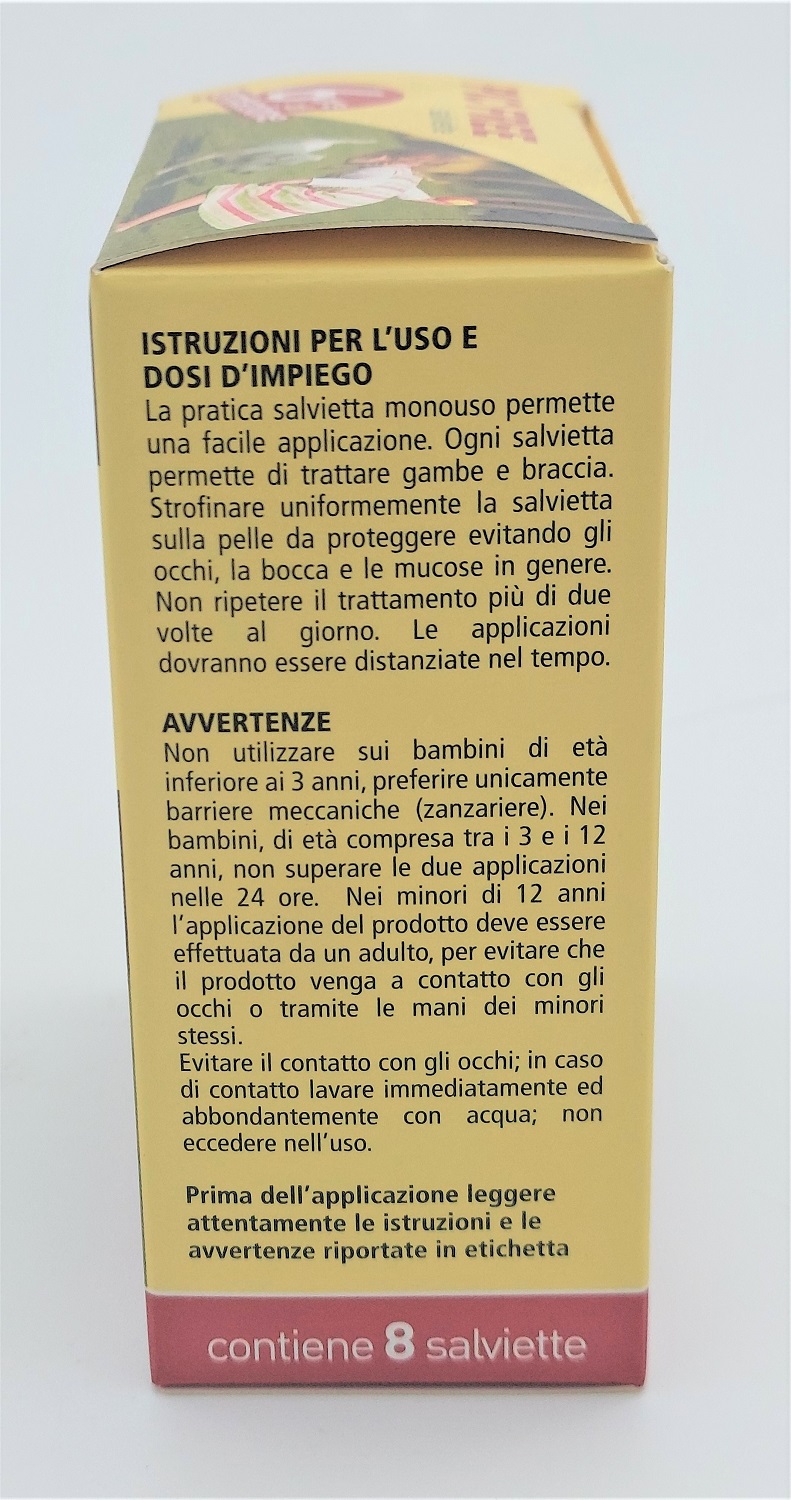 ISTRUZIONI PER L'USO E
DOSI D'IMPIEGO
La pratica salvietta monouso permette
una facile applicazione. Ogni salvietta
permette di trattare gambe e braccia.
Strofinare uniformemente la salvietta
sulla pelle da proteggere evitando gli
occhi, la bocca e le mucose in genere.
Non ripetere il trattamento più di due
volte al giorno. Le applicazioni
dovranno essere distanziate nel tempo.
AVVERTENZE
Non utilizzare sui bambini di età
inferiore ai 3 anni, preferire unicamente
barriere meccaniche (zanzariere). Nei
bambini, di età compresa tra i 3 e i 12
anni, non superare le due applicazioni
nelle 24 ore. Nei minori di 12 anni
l'applicazione del prodotto deve essere
effettuata da un adulto, per evitare che
il prodotto venga a contatto con gli
occhi o tramite le mani dei minori
stessi.
Evitare il contatto con gli occhi; in caso
di contatto lavare immediatamente ed
abbondantemente con acqua; non
eccedere nell'uso.
Prima dell'applicazione leggere
attentamente le istruzioni e le
avvertenze riportate in etichetta
contiene 8 salviette